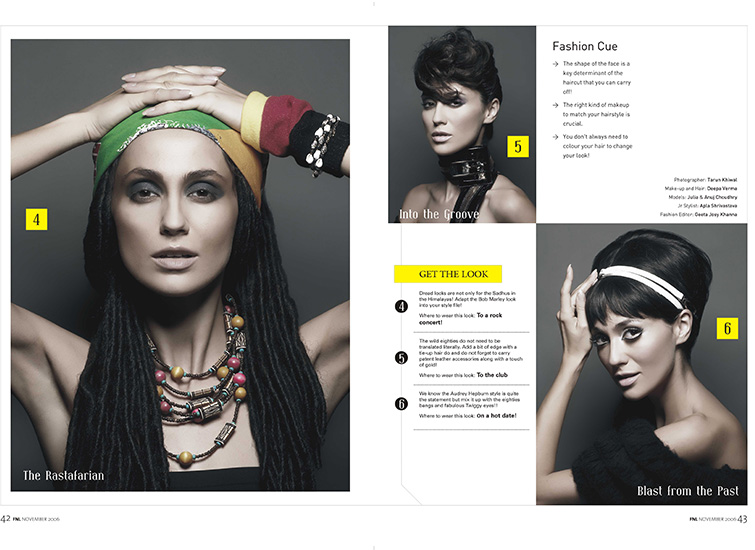 4
The Rastafarian
42 FNL NOVEMBER 2006
5
Into the Groove
Fashion Cue
→ The shape of the face is a
key determinant of the
haircut that you can carry
off!
→ The right kind of makeup
to match your hairstyle is
crucial.
→ You don't always need to
colour your hair to change
your look!
Photographer: Tarun Khiwal
Make-up and Hair: Deepa Verma
Models: Julia & Anuj Choudhry
Jr Stylist: Apla Shrivastava
Fashion Editor: Geeta Josy Khanna
GET THE LOOK
4
Dread looks are not only for the Sadhus in
the Himalayas! Adapt the Bob Marley look
into your style file!
Where to wear this look: To a rock
concert!
5
The wild eighties do not need to be
translated literally. Add a bit of edge with a
tie-up hair do and do not forget to carry
patent leather accessories along with a touch
of gold!
Where to wear this look: To the club
6
We know the Audrey Hepburn style is quite
the statement but mix it up with the eighties
bangs and fabulous Twiggy eyes!!
Where to wear this look: On a hot date!
6
Blast from the Past
FNL NOVEMBER 2006 43